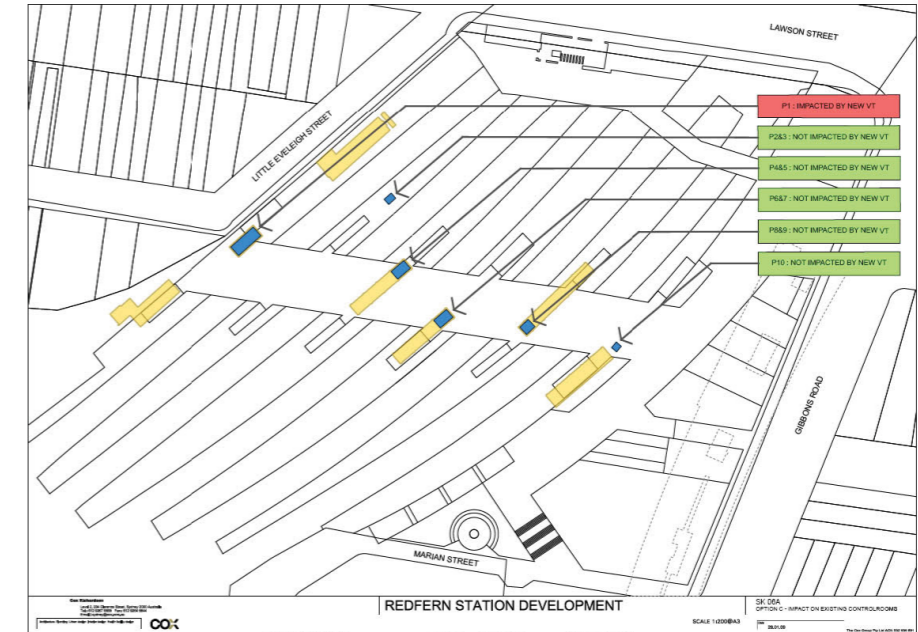 LAWSON STREET
LITTLE EVELEIGH STREET
P1 : IMPACTED BY NEW VT
P2&3 : NOT IMPACTED BY NEW VT
P4&5 : NOT IMPACTED BY NEW VT
P6&7 : NOT IMPACTED BY NEW VT
P8&9 : NOT IMPACTED BY NEW VT
P10 : NOT IMPACTED BY NEW VT
GIBBONS ROAD
MARIAN STREET
Cox Richardson
COX
REDFERN STATION DEVELOPMENT
SCALE 1:200@A3
SK 06A
OPTION C - IMPACT ON EXISTING CONTROLROOMS
28.01.09